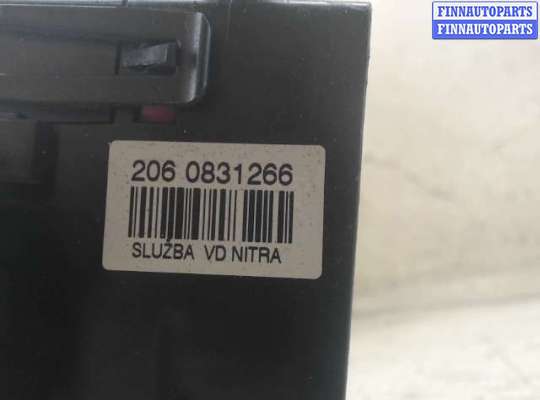 FINNAUTOPARTS
FINNAUTOPARTS
206 0831266
SLUZBA VD NITRA